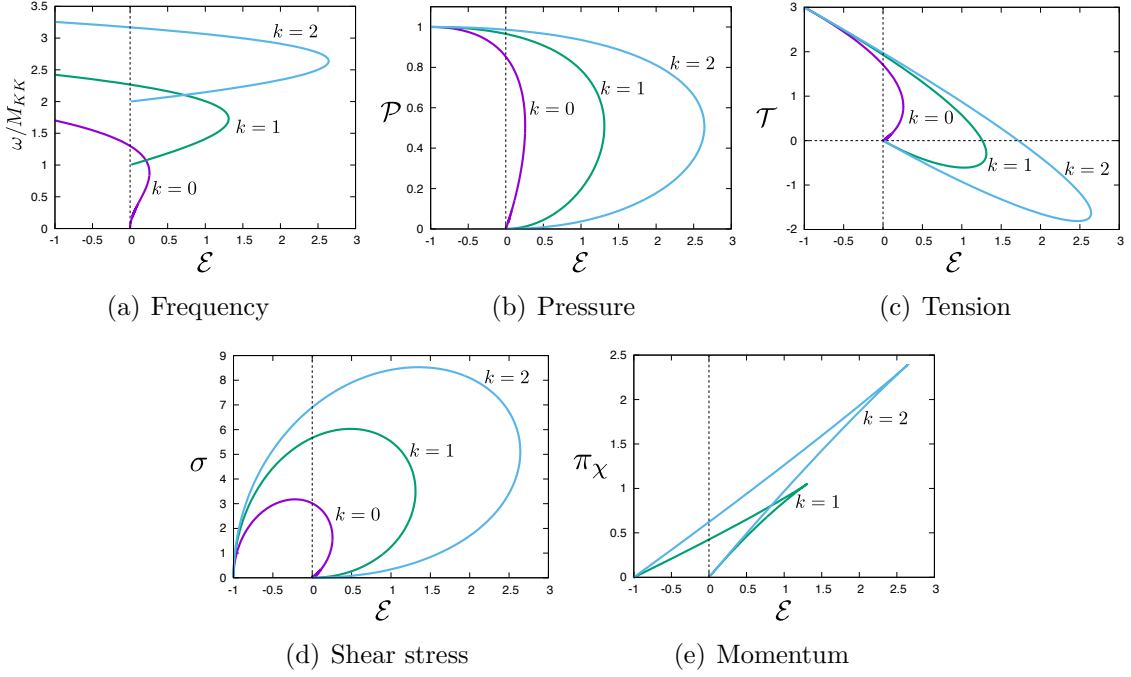 ω/M_{KK}
3.5
3
2.5
2
1.5
1
0.5
0
-1 -0.5 0 0.5 1 1.5 2 2.5 3
k = 2
k = 1
k = 0
ℰ
(a) Frequency
𝒫
1
0.8
0.6
0.4
0.2
0
-1 -0.5 0 0.5 1 1.5 2 2.5 3
k = 2
k = 1
k = 0
ℰ
(b) Pressure
𝒯
3
2
1
0
-1
-2
-1 -0.5 0 0.5 1 1.5 2 2.5 3
k = 0
k = 1
k = 2
ℰ
(c) Tension
σ
9
8
7
6
5
4
3
2
1
0
-1 -0.5 0 0.5 1 1.5 2 2.5 3
k = 2
k = 1
k = 0
ℰ
(d) Shear stress
π_χ
2.5
2
1.5
1
0.5
0
-1 -0.5 0 0.5 1 1.5 2 2.5 3
k = 2
k = 1
ℰ
(e) Momentum